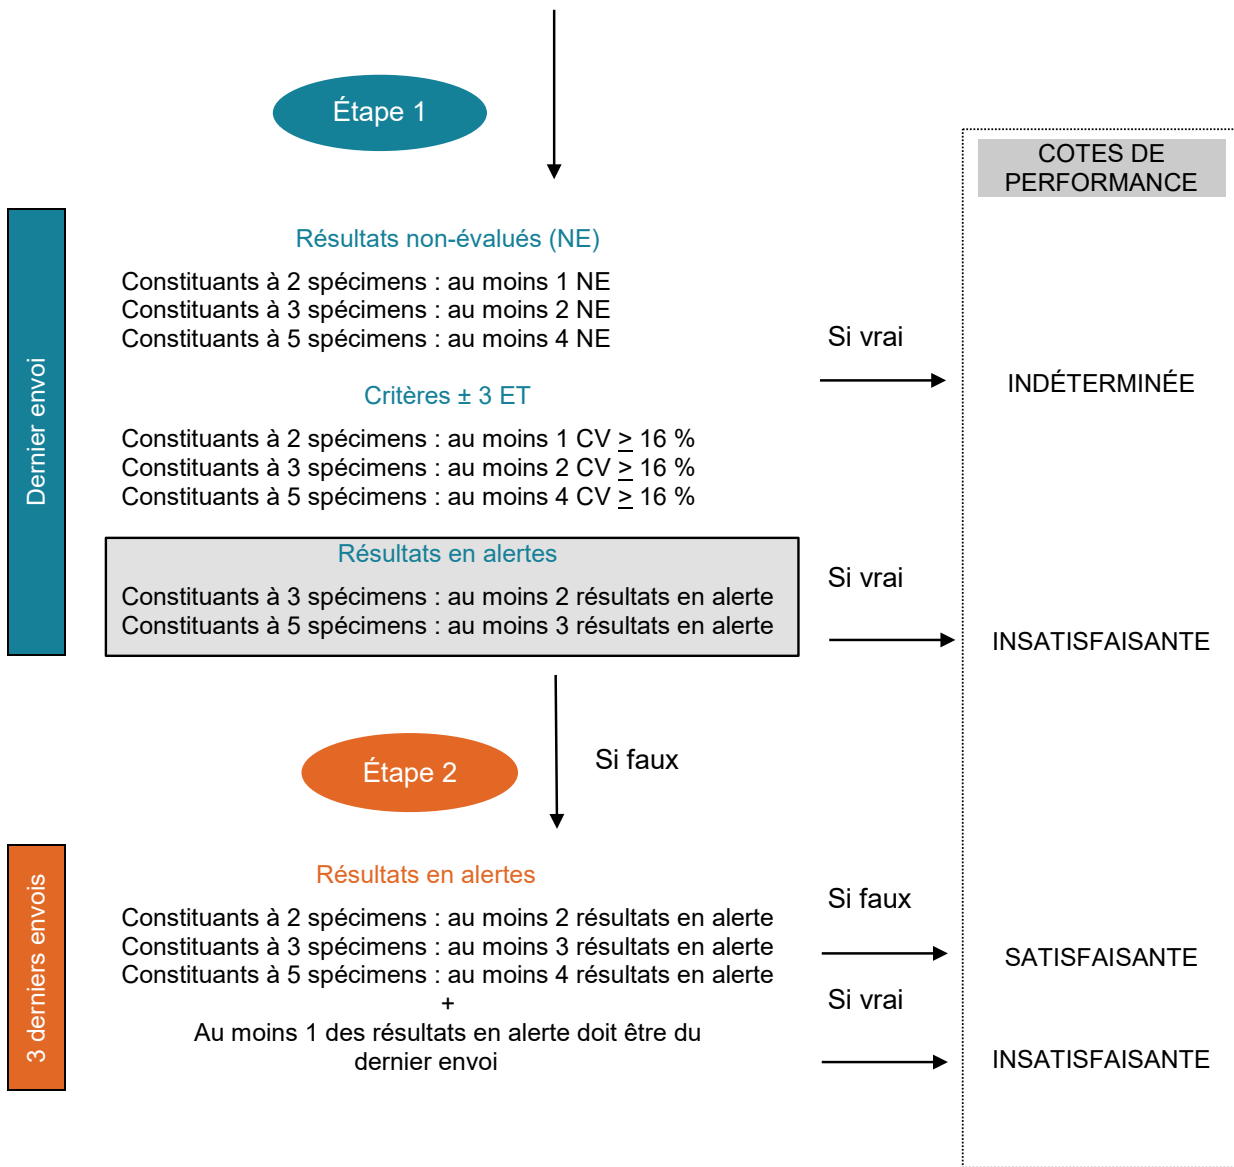 Étape 1
COTES DE
PERFORMANCE
Dernier envoi
Résultats non-évalués (NE)
Constituants à 2 spécimens : au moins 1 NE
Constituants à 3 spécimens : au moins 2 NE
Constituants à 5 spécimens : au moins 4 NE
Si vrai
INDÉTERMINÉE
Critères ± 3 ET
Constituants à 2 spécimens : au moins 1 CV ≥ 16 %
Constituants à 3 spécimens : au moins 2 CV ≥ 16 %
Constituants à 5 spécimens : au moins 4 CV ≥ 16 %
Résultats en alertes
Constituants à 3 spécimens : au moins 2 résultats en alerte
Constituants à 5 spécimens : au moins 3 résultats en alerte
Si vrai
INSATISFAISANTE
Étape 2
Si faux
3 derniers envois
Résultats en alertes
Constituants à 2 spécimens : au moins 2 résultats en alerte
Constituants à 3 spécimens : au moins 3 résultats en alerte
Constituants à 5 spécimens : au moins 4 résultats en alerte
+
Au moins 1 des résultats en alerte doit être du
dernier envoi
Si faux
SATISFAISANTE
Si vrai
INSATISFAISANTE